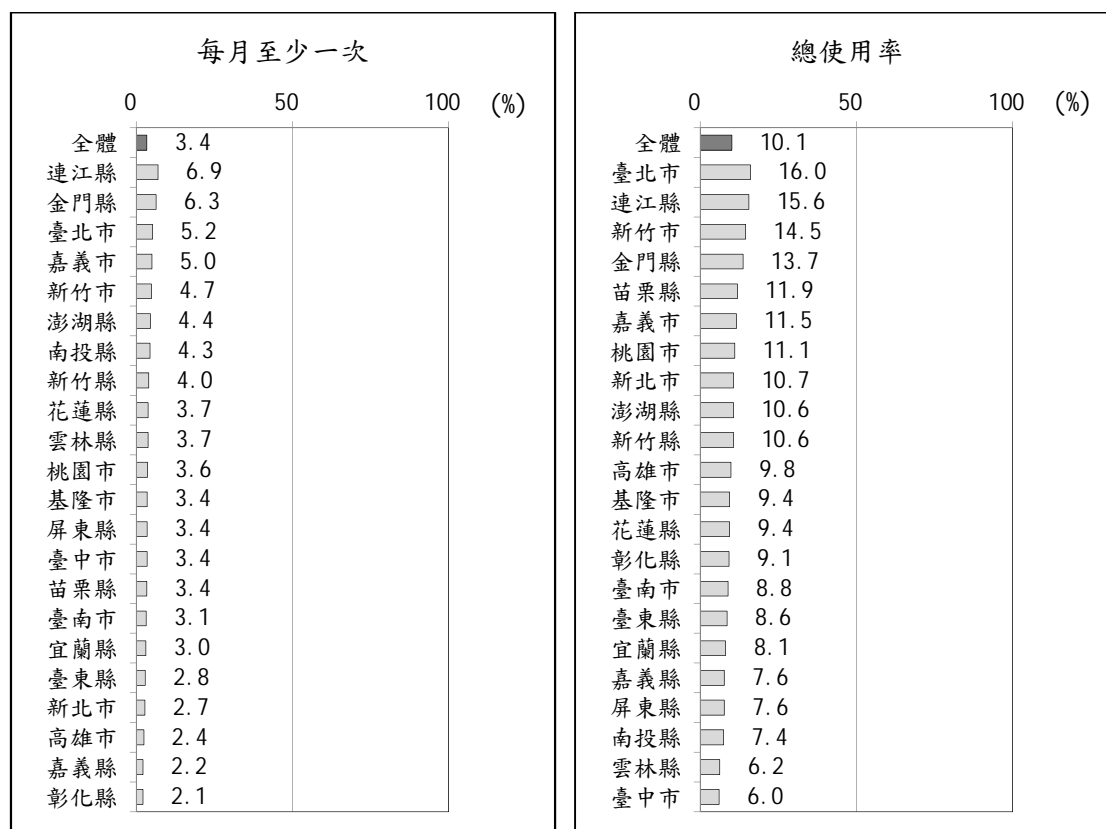 每月至少一次
0 50 100 (%)
全體 3.4
連江縣 6.9
金門縣 6.3
臺北市 5.2
嘉義市 5.0
新竹市 4.7
澎湖縣 4.4
南投縣 4.3
新竹縣 4.0
花蓮縣 3.7
雲林縣 3.7
桃園市 3.6
基隆市 3.4
屏東縣 3.4
臺中市 3.4
苗栗縣 3.4
臺南市 3.1
宜蘭縣 3.0
臺東縣 2.8
新北市 2.7
高雄市 2.4
嘉義縣 2.2
彰化縣 2.1
總使用率
0 50 100 (%)
全體 10.1
臺北市 16.0
連江縣 15.6
新竹市 14.5
金門縣 13.7
苗栗縣 11.9
嘉義市 11.5
桃園市 11.1
新北市 10.7
澎湖縣 10.6
新竹縣 10.6
高雄市 9.8
基隆市 9.4
花蓮縣 9.4
彰化縣 9.1
臺南市 8.8
臺東縣 8.6
宜蘭縣 8.1
嘉義縣 7.6
屏東縣 7.6
南投縣 7.4
雲林縣 6.2
臺中市 6.0